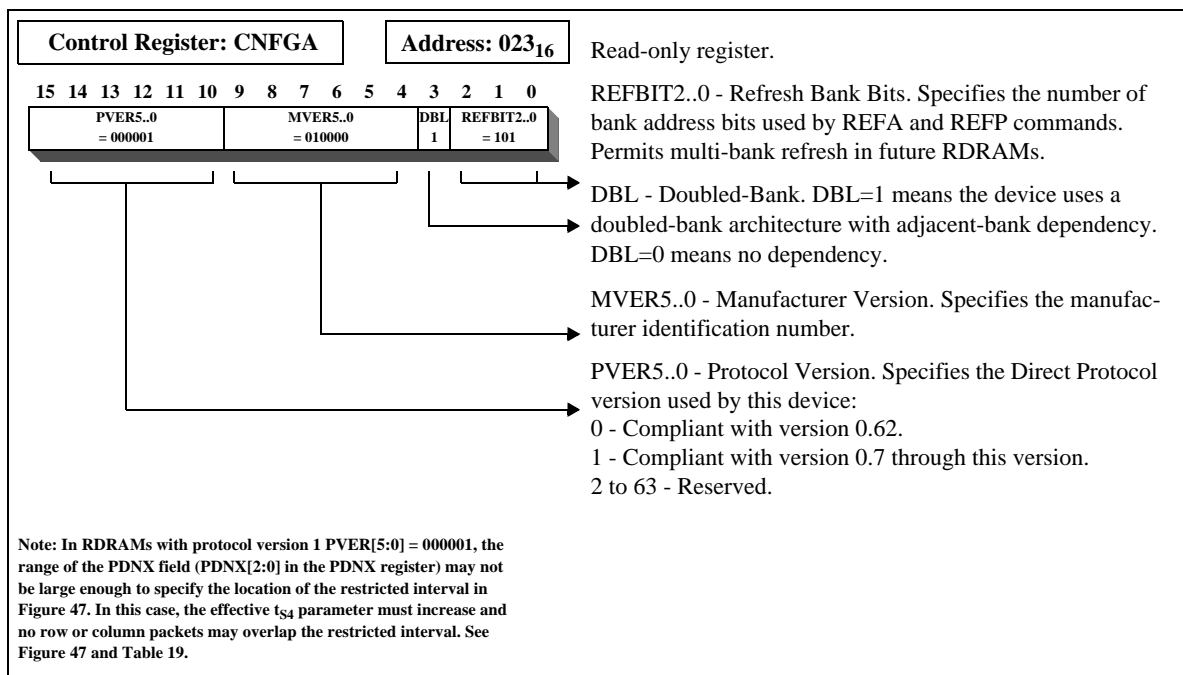 Control Register: CNFGA
Address: 023₁₆
15 14 13 12 11 10 9 8 7 6 5 4 3 2 1 0
PVER5..0 MVER5..0 DBL REFBIT2..0
= 000001 = 010000 1 = 101
Read-only register.
REFBIT2..0 - Refresh Bank Bits. Specifies the number of
bank address bits used by REFA and REFP commands.
Permits multi-bank refresh in future RDRAMs.
DBL - Doubled-Bank. DBL=1 means the device uses a
doubled-bank architecture with adjacent-bank dependency.
DBL=0 means no dependency.
MVER5..0 - Manufacturer Version. Specifies the manufac-
turer identification number.
PVER5..0 - Protocol Version. Specifies the Direct Protocol
version used by this device:
0 - Compliant with version 0.62.
1 - Compliant with version 0.7 through this version.
2 to 63 - Reserved.
Note: In RDRAMs with protocol version 1 PVER[5:0] = 000001, the
range of the PDNX field (PDNX[2:0] in the PDNX register) may not
be large enough to specify the location of the restricted interval in
Figure 47. In this case, the effective tS4 parameter must increase and
no row or column packets may overlap the restricted interval. See
Figure 47 and Table 19.